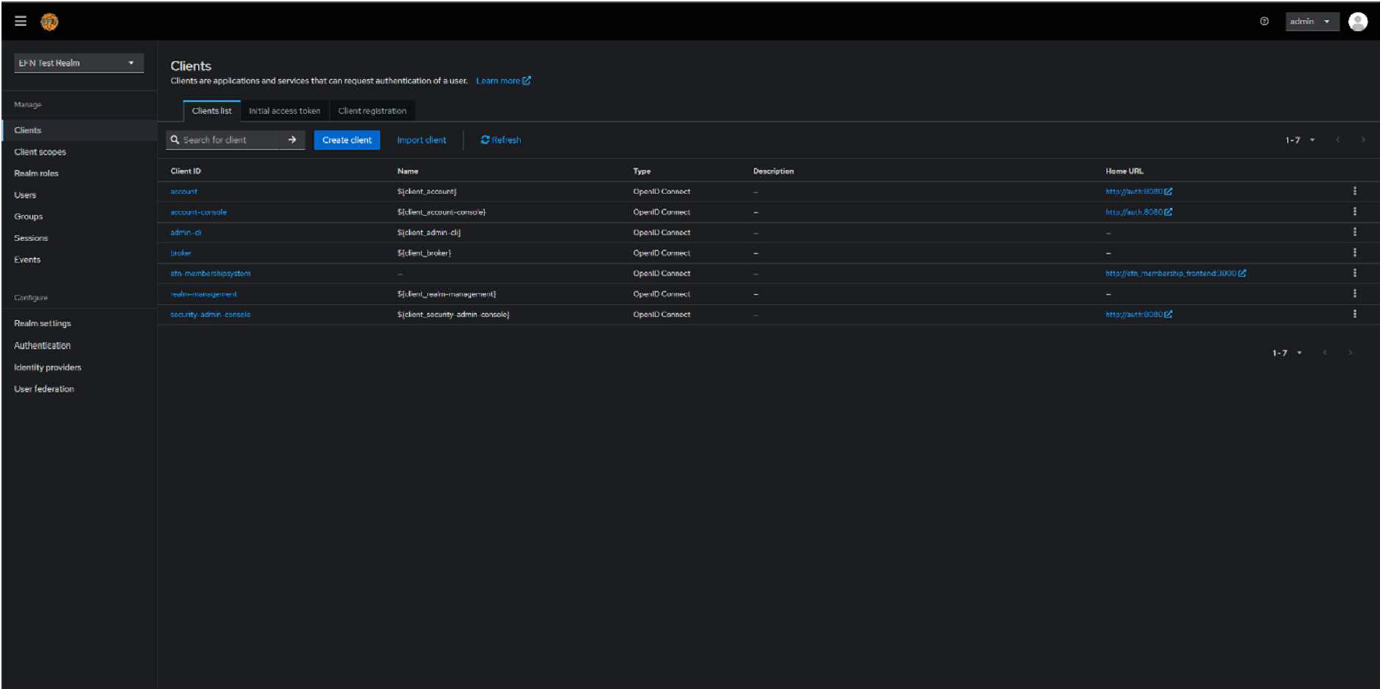 admin
EFN Test Realm
Manage
Clients
Client scopes
Realm roles
Users
Groups
Sessions
Events
Configure
Realm settings
Authentication
Identity providers
User federation
Clients
Clients are applications and services that can request authentication of a user. Learn more
Clients list Initial access token Client registration
Search for client Create client Import client Refresh 1-7
Client ID Name Type Description Home URL
account ${client_account} OpenID Connect – http://auth:8080
account-console ${client_account-console} OpenID Connect – http://auth:8080
admin-cli ${client_admin-cli} OpenID Connect – –
broker ${client_broker} OpenID Connect – –
efn-membershipsystem – OpenID Connect – http://efn_membership_frontend:3000
realm-management ${client_realm-management} OpenID Connect – –
security-admin-console ${client_security-admin-console} OpenID Connect – http://auth:8080
1-7